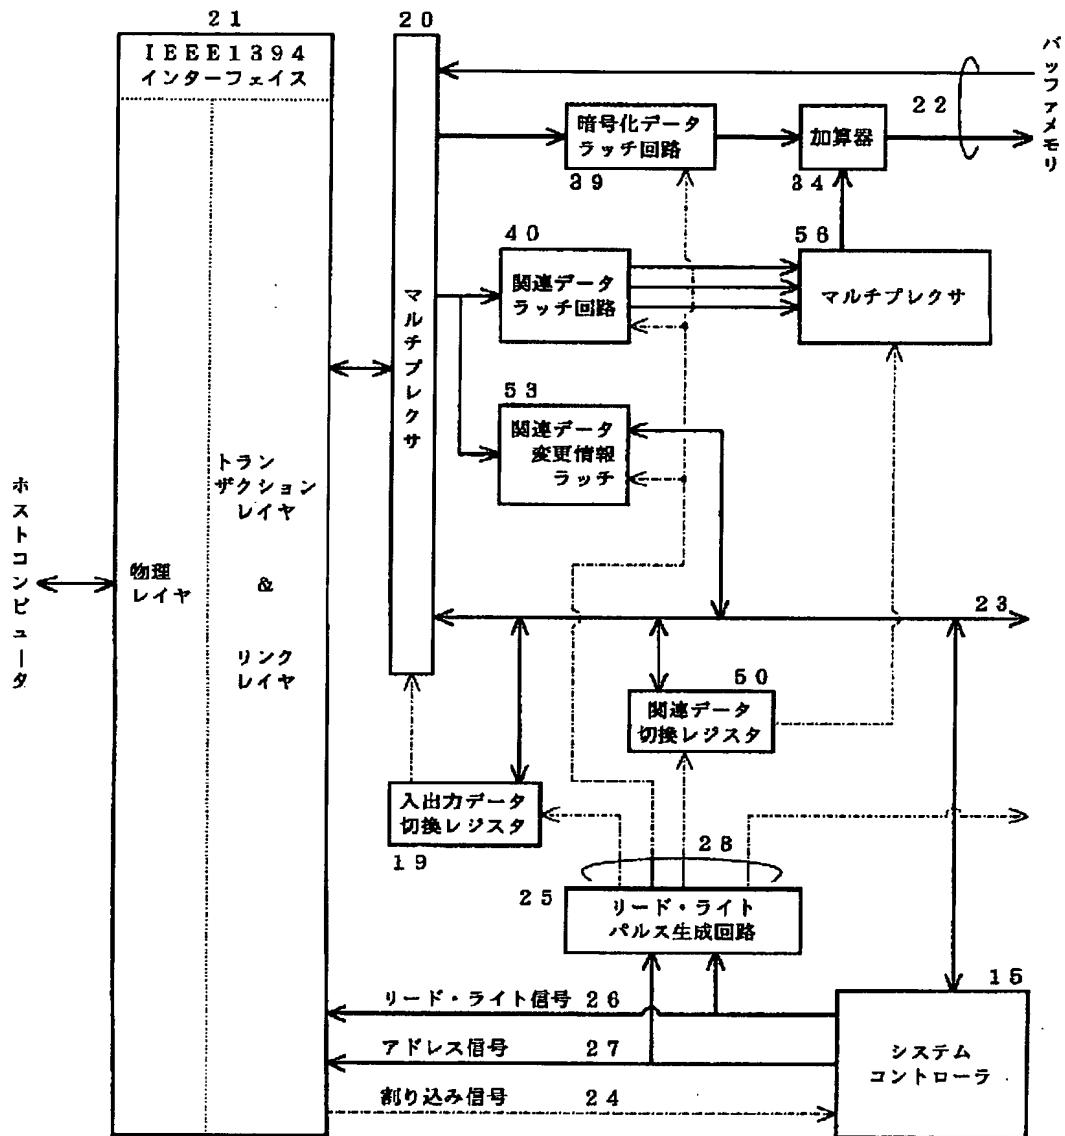 21
IEEE1394
インターフェイス
20
バッファメモリ
22
暗号化データ
ラッチ回路
39
加算器
34
40
関連データ
ラッチ回路
56
マルチプレクサ
マルチプレクサ
53
関連データ
変更情報
ラッチ
トラン
ザクション
レイヤ
&
リンク
レイヤ
物理
レイヤ
ホストコンピュータ
23
50
関連データ
切換レジスタ
入出力データ
切換レジスタ
19
28
25
リード・ライト
パルス生成回路
15
システム
コントローラ
リード・ライト信号 26
アドレス信号 27
割り込み信号 24